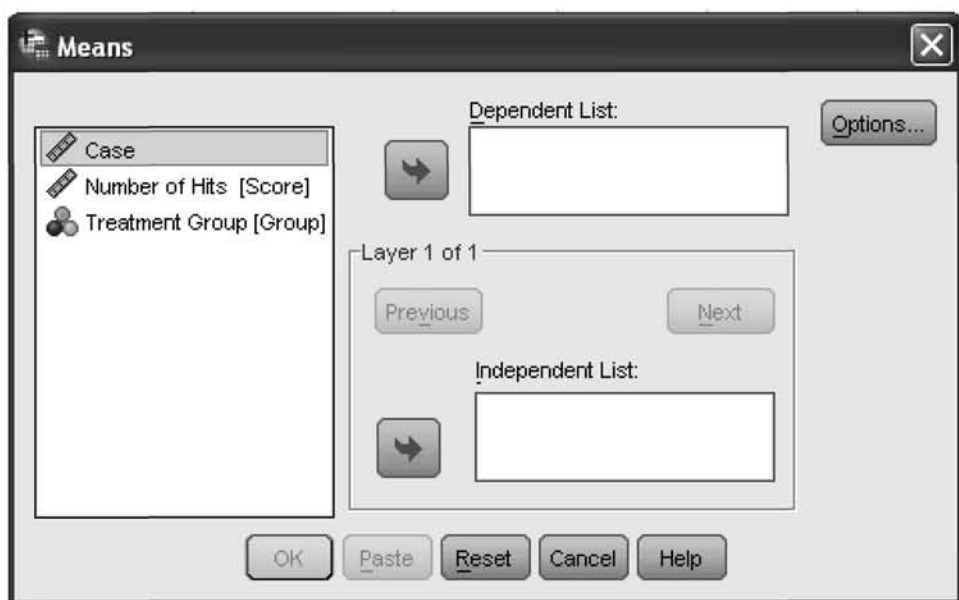 Means
Dependent List:
Options...
Case
Number of Hits [Score]
Treatment Group [Group]
Layer 1 of 1
Previous
Next
Independent List:
OK
Paste
Reset
Cancel
Help